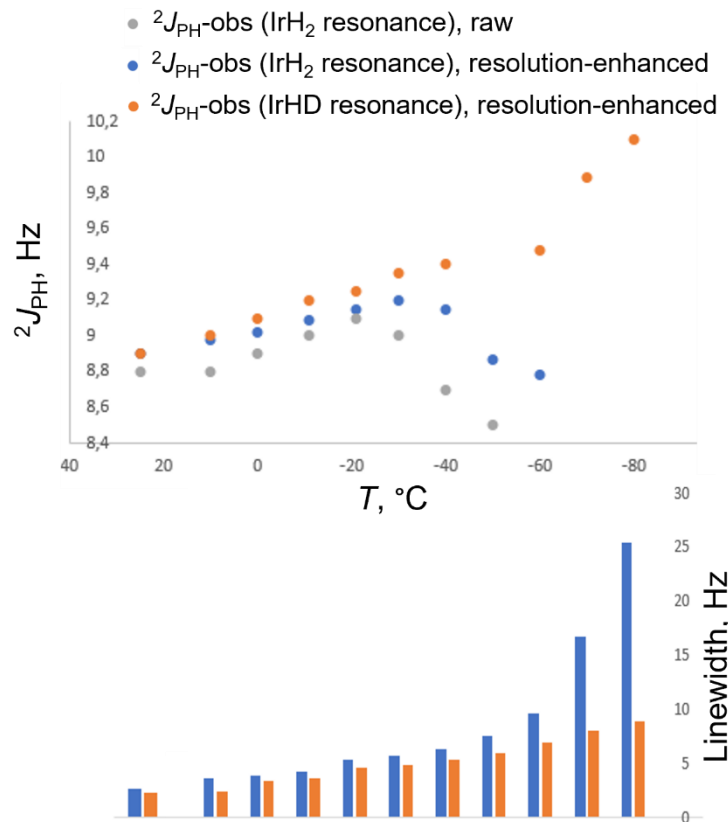 ²J_PH-obs (IrH₂ resonance), raw
²J_PH-obs (IrH₂ resonance), resolution-enhanced
²J_PH-obs (IrHD resonance), resolution-enhanced
10,2
10
9,8
9,6
9,4
9,2
9
8,8
8,6
8,4
²J_PH, Hz
40 20 0 -20 -40 -60 -80
T, °C
30
25
20
15
10
5
0
Linewidth, Hz